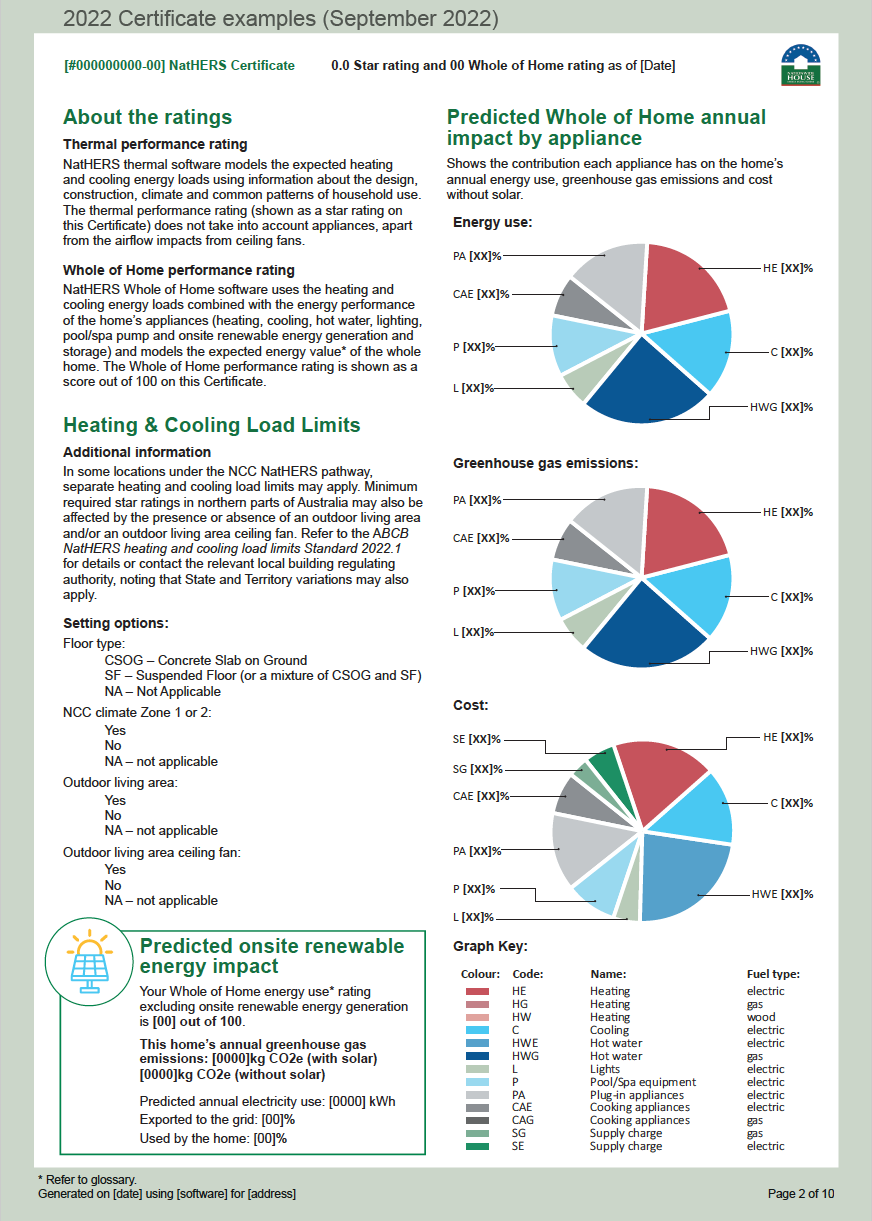 2022 Certificate examples (September 2022)
[#000000000-00] NatHERS Certificate 0.0 Star rating and 00 Whole of Home rating as of [Date]
NATIONWIDE
HOUSE
About the ratings
Thermal performance rating
NatHERS thermal software models the expected heating
and cooling energy loads using information about the design,
construction, climate and common patterns of household use.
The thermal performance rating (shown as a star rating on
this Certificate) does not take into account appliances, apart
from the airflow impacts from ceiling fans.
Whole of Home performance rating
NatHERS Whole of Home software uses the heating and
cooling energy loads combined with the energy performance
of the home's appliances (heating, cooling, hot water, lighting,
pool/spa pump and onsite renewable energy generation and
storage) and models the expected energy value* of the whole
home. The Whole of Home performance rating is shown as a
score out of 100 on this Certificate.
Heating & Cooling Load Limits
Additional information
In some locations under the NCC NatHERS pathway,
separate heating and cooling load limits may apply. Minimum
required star ratings in northern parts of Australia may also be
affected by the presence or absence of an outdoor living area
and/or an outdoor living area ceiling fan. Refer to the ABCB
NatHERS heating and cooling load limits Standard 2022.1
for details or contact the relevant local building regulating
authority, noting that State and Territory variations may also
apply.
Setting options:
Floor type:
CSOG – Concrete Slab on Ground
SF – Suspended Floor (or a mixture of CSOG and SF)
NA – Not Applicable
NCC climate Zone 1 or 2:
Yes
No
NA – not applicable
Outdoor living area:
Yes
No
NA – not applicable
Outdoor living area ceiling fan:
Yes
No
NA – not applicable
Predicted onsite renewable
energy impact
Your Whole of Home energy use* rating
excluding onsite renewable energy generation
is [00] out of 100.
This home's greenhouse gas
emissions: [0000]kg CO2e (with solar)
[0000]kg CO2e (without solar)
Predicted annual electricity use: [0000] kWh
Exported to the grid: [00]%
Used by the home: [00]%
Predicted Whole of Home annual
impact by appliance
Shows the contribution each appliance has on the home's
annual energy use, greenhouse gas emissions and cost
without solar.
Energy use:
PA [XX]%
HE [XX]%
CAE [XX]%
P [XX]%
C [XX]%
L [XX]%
HWG [XX]%
Greenhouse gas emissions:
PA [XX]%
HE [XX]%
CAE [XX]%
P [XX]%
C [XX]%
L [XX]%
HWG [XX]%
Cost:
SE [XX]%
HE [XX]%
SG [XX]%
CAE [XX]%
C [XX]%
PA [XX]%
P [XX]%
HWE [XX]%
L [XX]%
Graph Key:
Colour: Code: Name: Fuel type:
HE Heating electric
HG Heating gas
HW Heating wood
C Cooling electric
HWE Hot water electric
HWG Hot water gas
L Lights electric
P Pool/Spa equipment electric
PA Plug-in appliances electric
CAE Cooking appliances electric
CAG Cooking appliances gas
SG Supply charge gas
SE Supply charge electric
* Refer to glossary.
Generated on [date] using [software] for [address]
Page 2 of 10